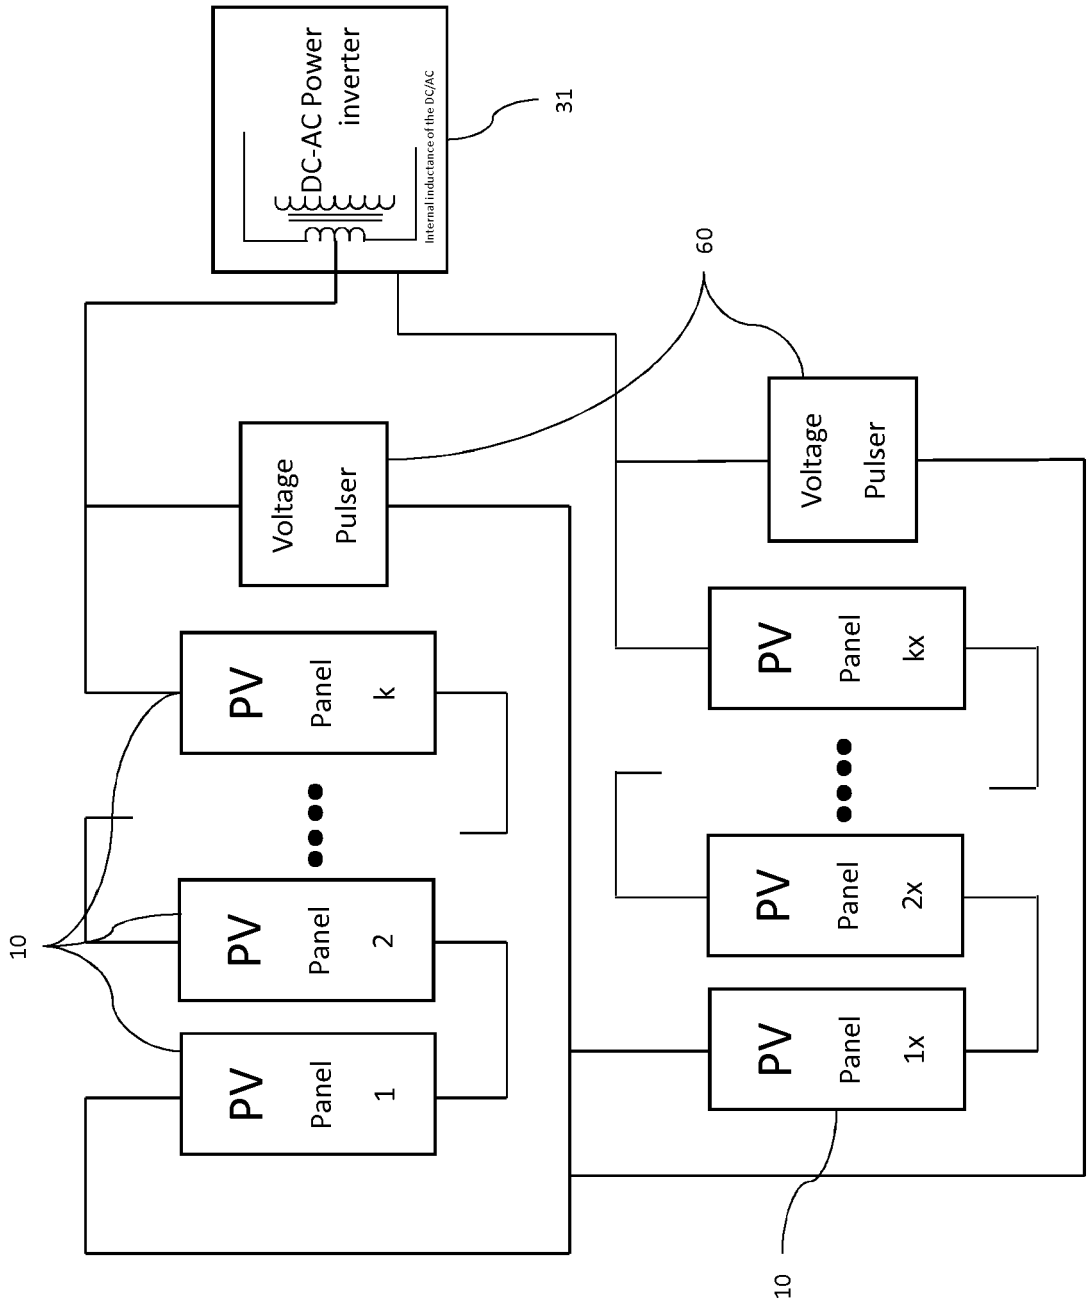 10
PV
Panel
1
PV
Panel
2
PV
Panel
k
Voltage
Pulser
DC-AC Power
inverter
Internal inductance of the DC/AC
31
60
10
PV
Panel
1x
PV
Panel
2x
PV
Panel
kx
Voltage
Pulser